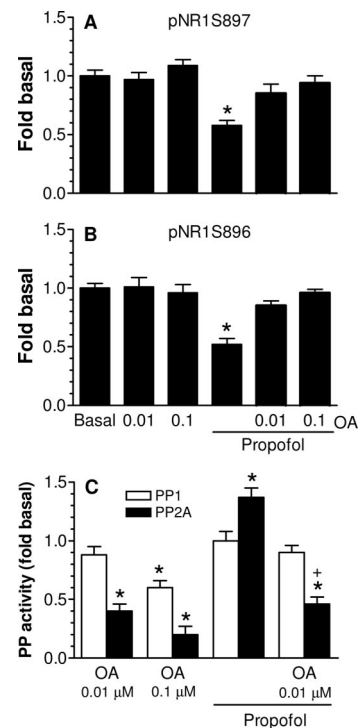 A pNR1S897
1.5
1.0
0.5
0.0
Fold basal
*
B pNR1S896
1.5
1.0
0.5
0.0
Fold basal
*
Basal 0.01 0.1 0.01 0.1 OA
Propofol
C
PP1
PP2A
1.5
1.0
0.5
0.0
PP activity (fold basal)
* * * * + *
OA OA OA
0.01 µM 0.1 µM 0.01 µM
Propofol